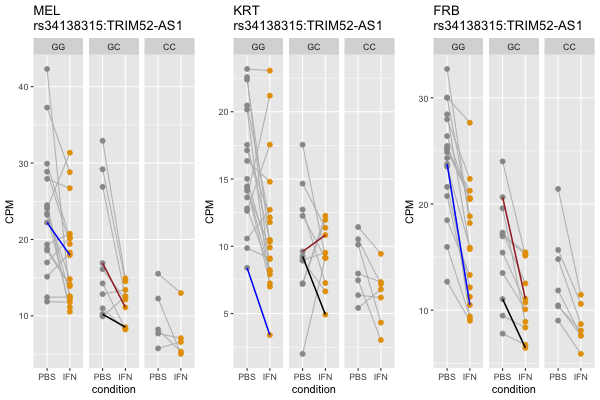 MEL
rs34138315:TRIM52-AS1
GG GC CC
CPM
40
30
20
10
PBS IFN PBS IFN PBS IFN
condition
KRT
rs34138315:TRIM52-AS1
GG GC CC
CPM
20
15
10
5
PBS IFN PBS IFN PBS IFN
condition
FRB
rs34138315:TRIM52-AS1
GG GC CC
CPM
30
20
10
PBS IFN PBS IFN PBS IFN
condition